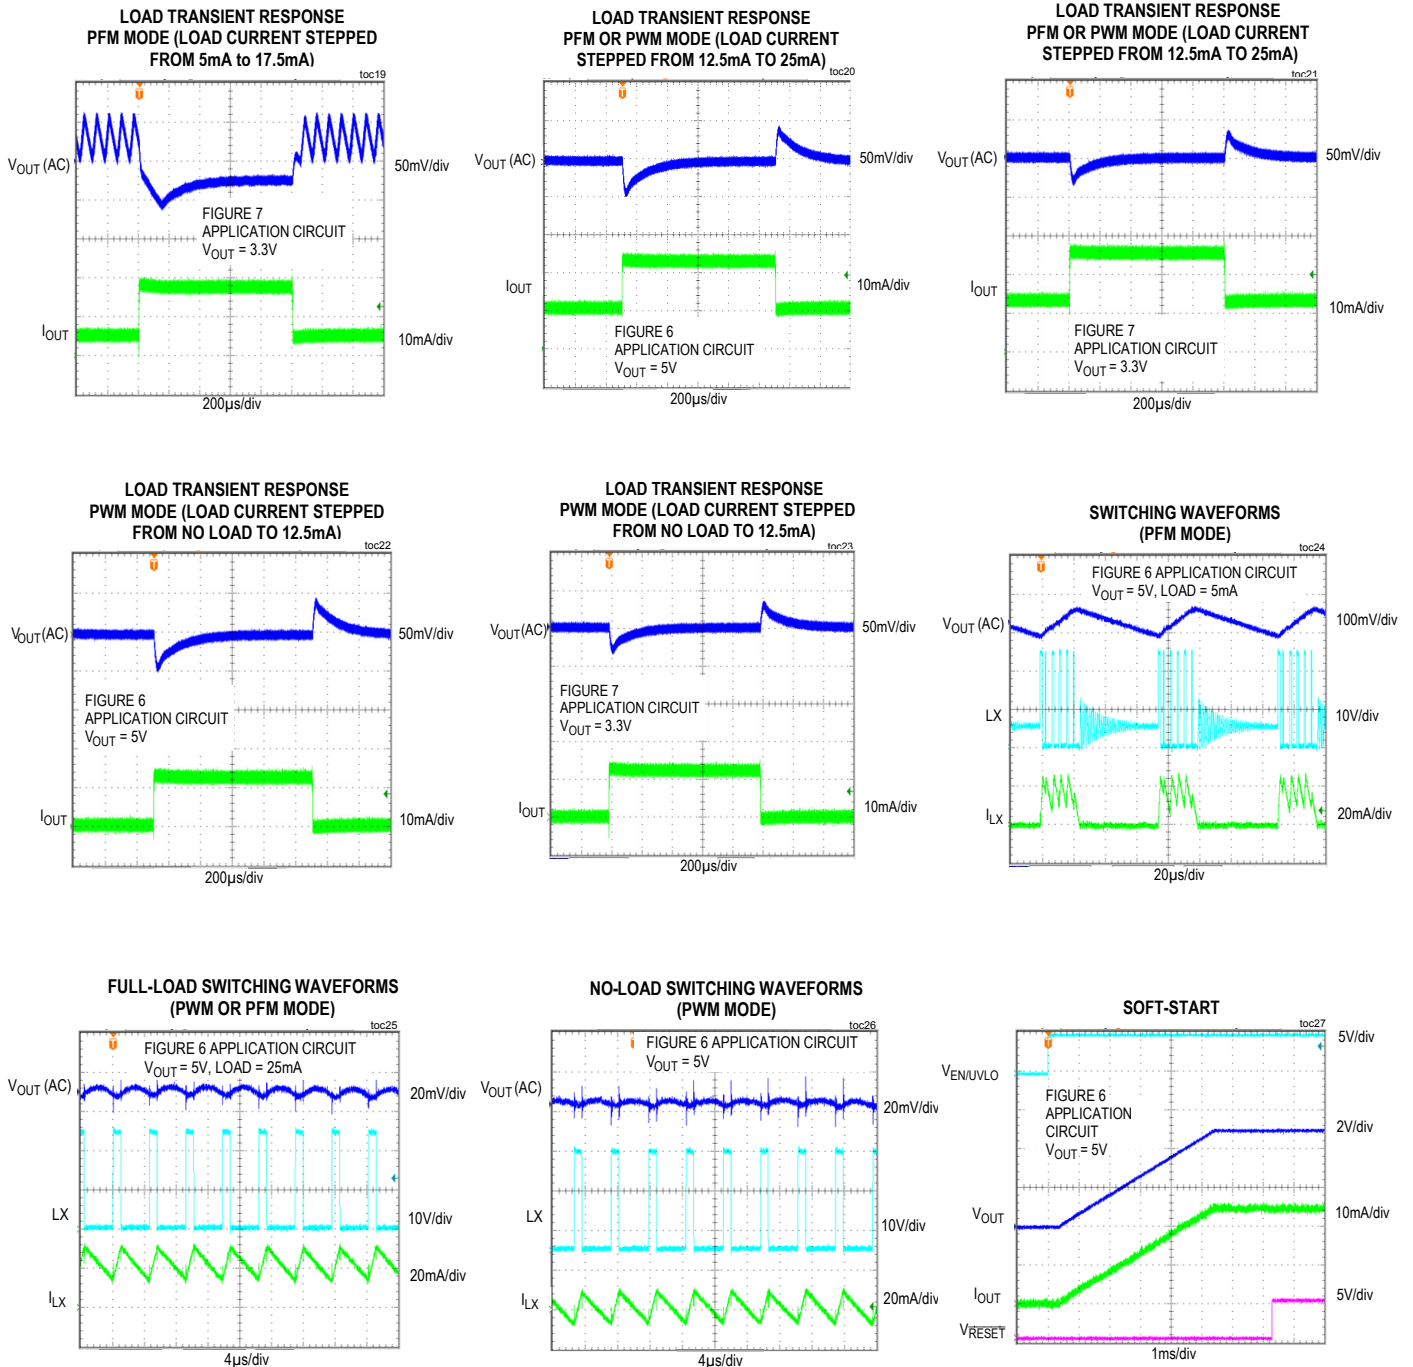 LOAD TRANSIENT RESPONSE
PFM MODE (LOAD CURRENT STEPPED
FROM 5mA to 17.5mA)
toc19
VOUT (AC)
50mV/div
FIGURE 7
APPLICATION CIRCUIT
VOUT = 3.3V
IOUT
10mA/div
200µs/div
LOAD TRANSIENT RESPONSE
PFM OR PWM MODE (LOAD CURRENT
STEPPED FROM 12.5mA TO 25mA)
toc20
VOUT (AC)
50mV/div
IOUT
10mA/div
FIGURE 6
APPLICATION CIRCUIT
VOUT = 5V
200µs/div
LOAD TRANSIENT RESPONSE
PFM OR PWM MODE (LOAD CURRENT
STEPPED FROM 12.5mA TO 25mA)
toc21
VOUT (AC)
50mV/div
IOUT
10mA/div
FIGURE 7
APPLICATION CIRCUIT
VOUT = 3.3V
200µs/div
LOAD TRANSIENT RESPONSE
PWM MODE (LOAD CURRENT STEPPED
FROM NO LOAD TO 12.5mA)
toc22
VOUT(AC)
50mV/div
FIGURE 6
APPLICATION CIRCUIT
VOUT = 5V
IOUT
10mA/div
200µs/div
LOAD TRANSIENT RESPONSE
PWM MODE (LOAD CURRENT STEPPED
FROM NO LOAD TO 12.5mA)
toc23
VOUT(AC)
50mV/div
FIGURE 7
APPLICATION CIRCUIT
VOUT = 3.3V
IOUT
10mA/div
200µs/div
SWITCHING WAVEFORMS
(PFM MODE)
toc24
FIGURE 6 APPLICATION CIRCUIT
VOUT = 5V, LOAD = 5mA
VOUT (AC)
100mV/div
LX
10V/div
ILX
20mA/div
20µs/div
FULL-LOAD SWITCHING WAVEFORMS
(PWM OR PFM MODE)
toc25
FIGURE 6 APPLICATION CIRCUIT
VOUT = 5V, LOAD = 25mA
VOUT (AC)
20mV/div
LX
10V/div
20mA/div
ILX
4µs/div
NO-LOAD SWITCHING WAVEFORMS
(PWM MODE)
toc26
FIGURE 6 APPLICATION CIRCUIT
VOUT = 5V
VOUT (AC)
20mV/div
LX
10V/div
ILX
20mA/div
4µs/div
SOFT-START
toc27
5V/div
VEN/UVLO
FIGURE 6
APPLICATION
CIRCUIT
VOUT = 5V
2V/div
VOUT
10mA/div
IOUT
5V/div
VRESET
1ms/div